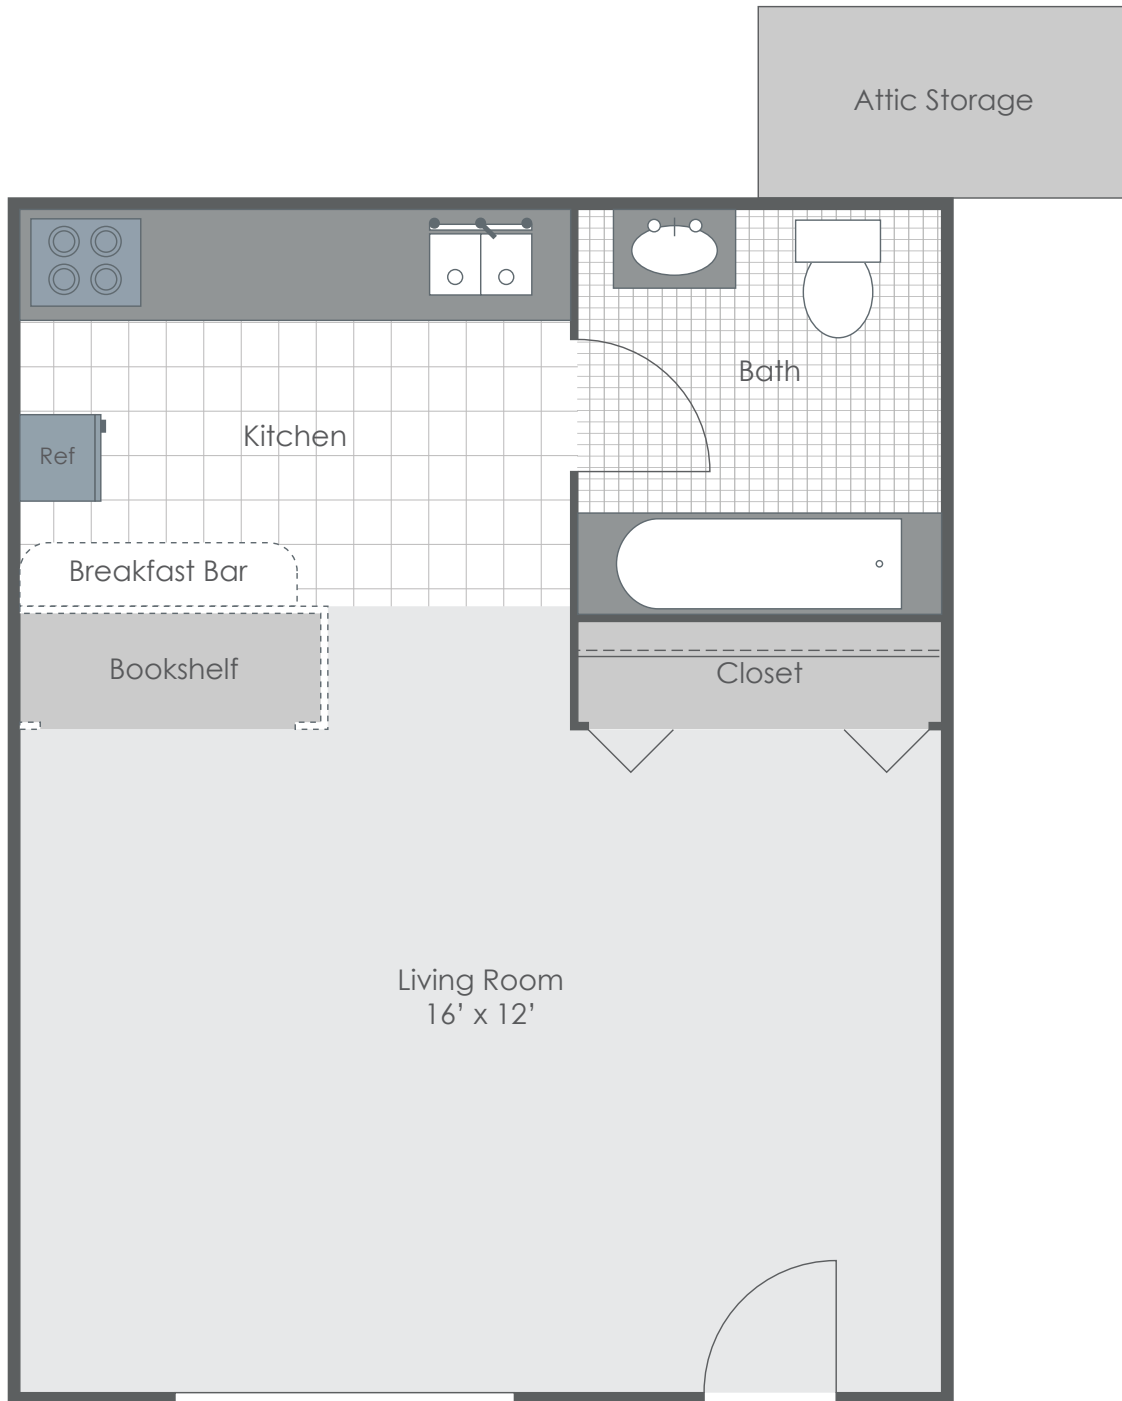 Attic Storage
Bath
Kitchen
Ref
Breakfast Bar
Bookshelf
Closet
Living Room
16’ x 12’